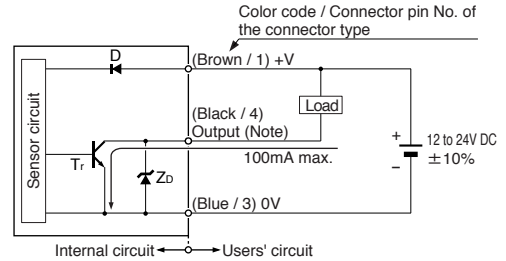 Color code / Connector pin No. of
the connector type
D
(Brown / 1) +V
Load
(Black / 4)
Output (Note)
Sensor circuit
Tr
ZD
100mA max.
+
12 to 24V DC
±10%
−
(Blue / 3) 0V
Internal circuit
Users' circuit